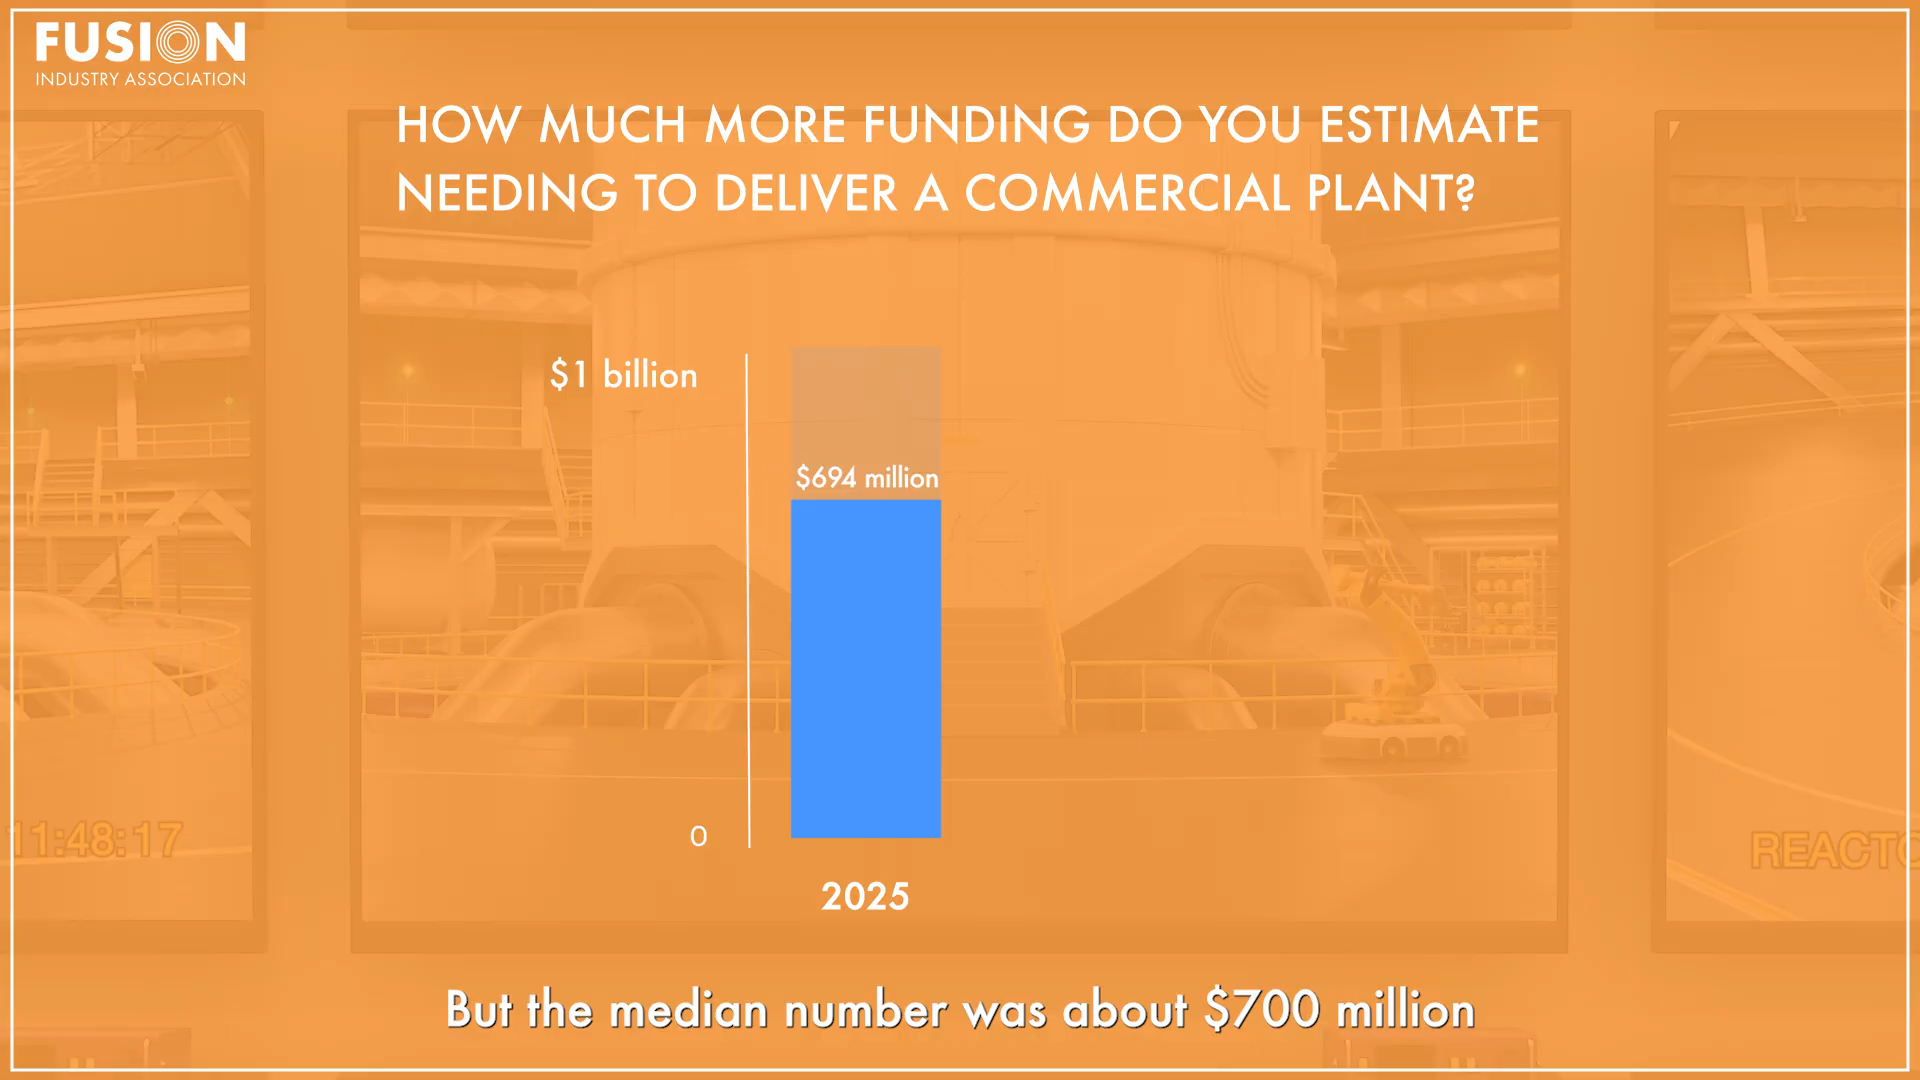 FUSION
INDUSTRY ASSOCIATION
HOW MUCH MORE FUNDING DO YOU ESTIMATE
NEEDING TO DELIVER A COMMERCIAL PLANT?
$1 billion
$694 million
0
2025
11:48:17
REACTO
But the median number was about $700 million